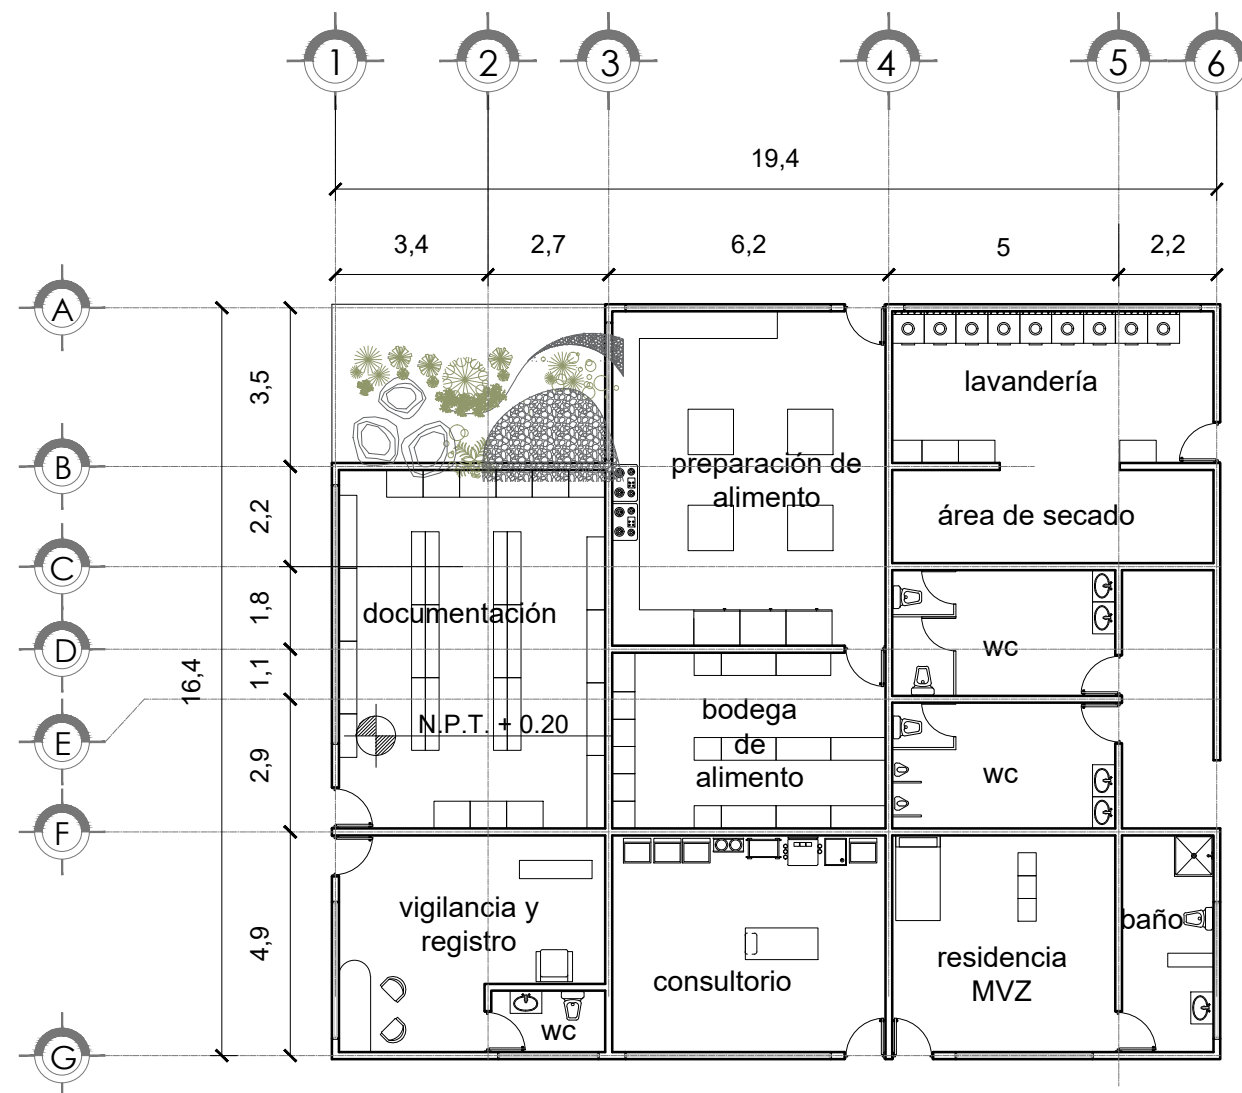 1 2 3 4 5 6
19,4
3,4 2,7 6,2 5 2,2
A
3,5
lavandería
B
preparación de
alimento
2,2
área de secado
C
1,8
documentación
D
wc
1,1
16,4
E
N.P.T. + 0.20
bodega
de
alimento
2,9
wc
F
vigilancia y
registro
4,9
baño
residencia
MVZ
consultorio
wc
G